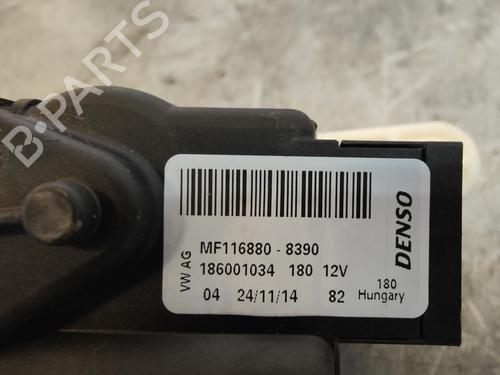 B-PARTS
VW AG
MF116880 - 8390
186001034 180 12V
04 24/11/14 82
DENSO
180
Hungary